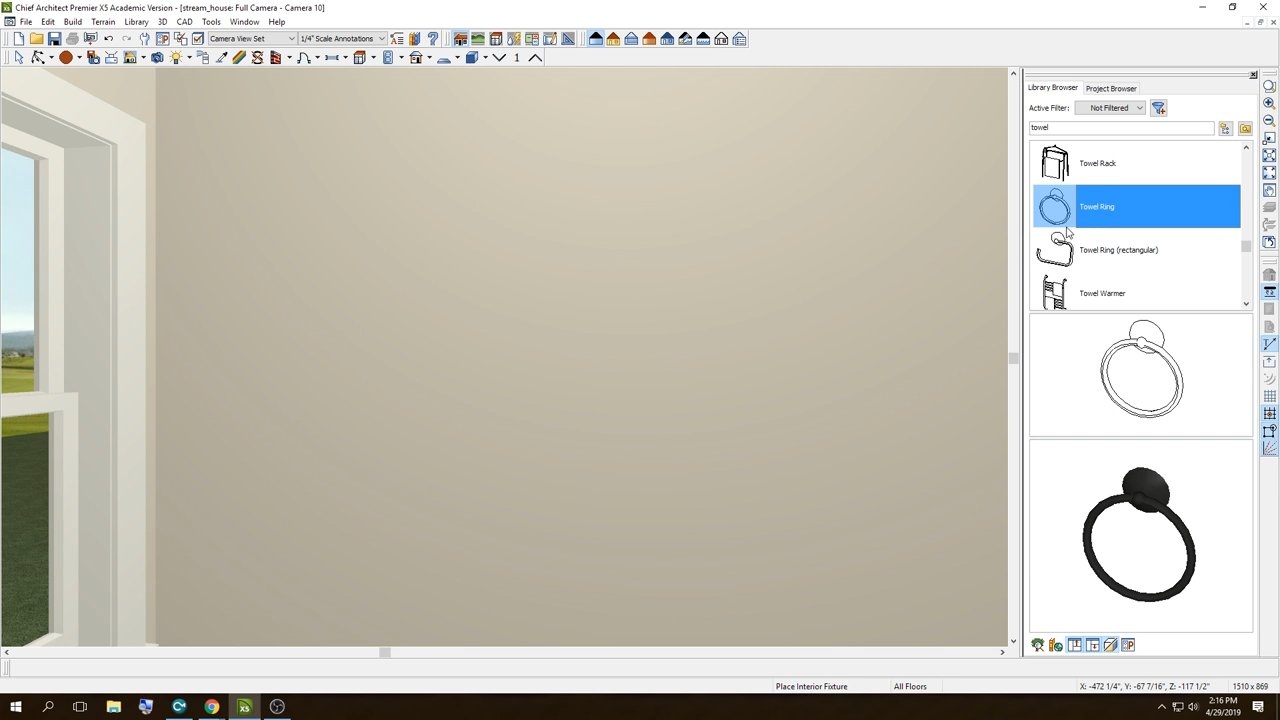 Chief Architect Premier X5 Academic Version - [stream_house: Full Camera - Camera 10]
File Edit Build Terrain Library 3D CAD Tools Window Help
Camera View Set 1/4" Scale Annotations
1
Library Browser Project Browser
Active Filter: Not Filtered
towel
Towel Rack
Towel Ring
Towel Ring (rectangular)
Towel Warmer
Place Interior Fixture All Floors X: -472 1/4", Y: -67 7/16", Z: -117 1/2" 1510 x 869
X5
2:16 PM
4/29/2019